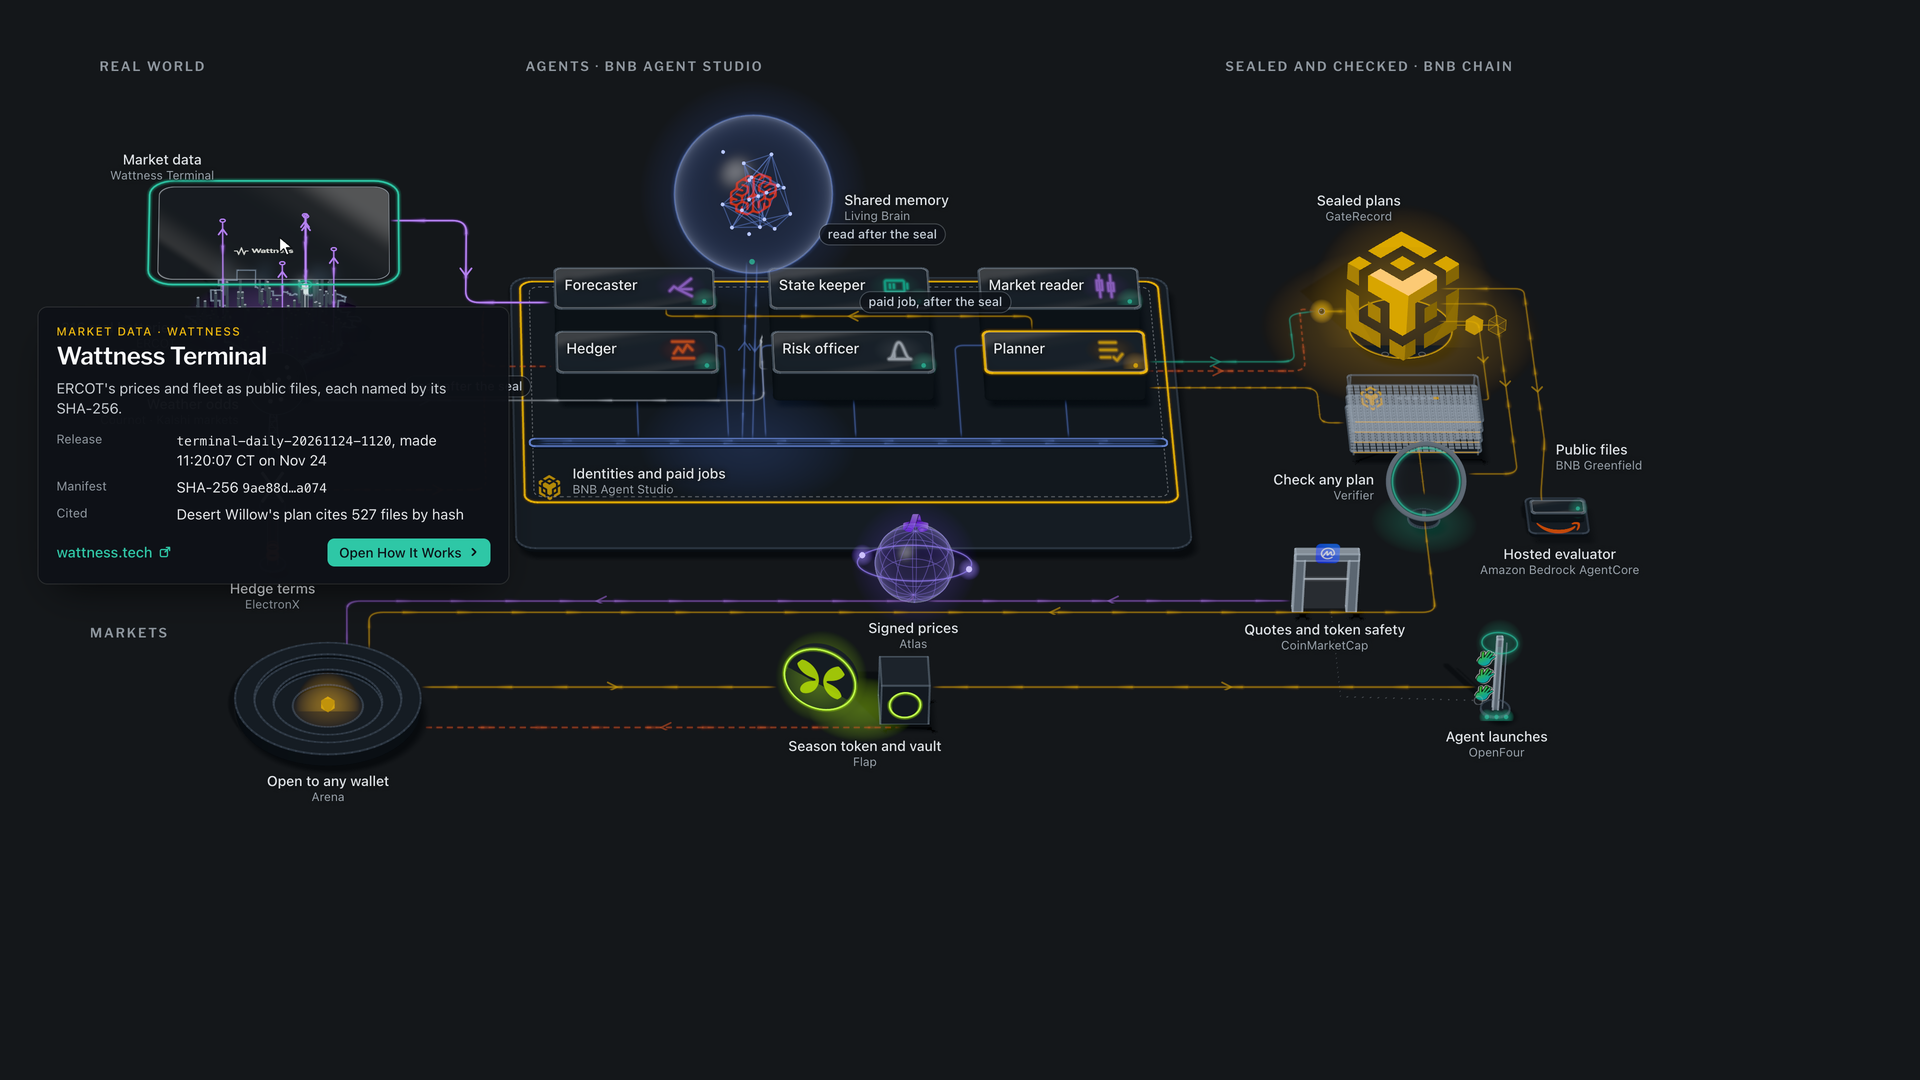 REAL WORLD
AGENTS · BNB AGENT STUDIO
SEALED AND CHECKED · BNB CHAIN
Market data
Wattness Terminal
Shared memory
Living Brain
read after the seal
Sealed plans
GateRecord
Forecaster
State keeper
Market reader
paid job, after the seal
Hedger
Risk officer
Planner
MARKET DATA · WATTNESS
Wattness Terminal
ERCOT's prices and fleet as public files, each named by its
SHA-256.
Release
terminal-daily-20261124-1120, made
11:20:07 CT on Nov 24
Manifest
SHA-256 9ae88d…a074
Cited
Desert Willow's plan cites 527 files by hash
wattness.tech
Open How It Works
Identities and paid jobs
BNB Agent Studio
Check any plan
Verifier
Public files
BNB Greenfield
Hosted evaluator
Amazon Bedrock AgentCore
Hedge terms
ElectronX
MARKETS
Signed prices
Atlas
Quotes and token safety
CoinMarketCap
Season token and vault
Flap
Agent launches
OpenFour
Open to any wallet
Arena